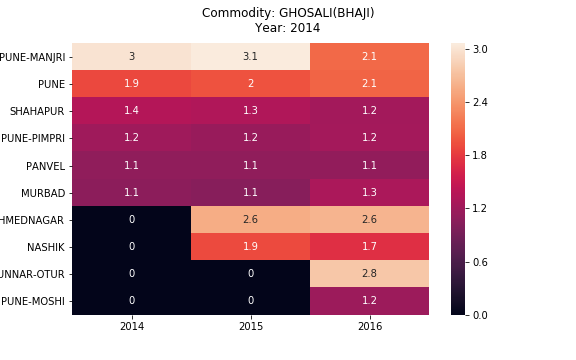 Commodity: GHOSALI(BHAJI)
Year: 2014
PUNE-MANJRI 3 3.1 2.1
PUNE 1.9 2 2.1
SHAHAPUR 1.4 1.3 1.2
PUNE-PIMPRI 1.2 1.2 1.2
PANVEL 1.1 1.1 1.1
MURBAD 1.1 1.1 1.3
HMEDNAGAR 0 2.6 2.6
NASHIK 0 1.9 1.7
UNNAR-OTUR 0 0 2.8
PUNE-MOSHI 0 0 1.2
2014 2015 2016
3.0
2.4
1.8
1.2
0.6
0.0